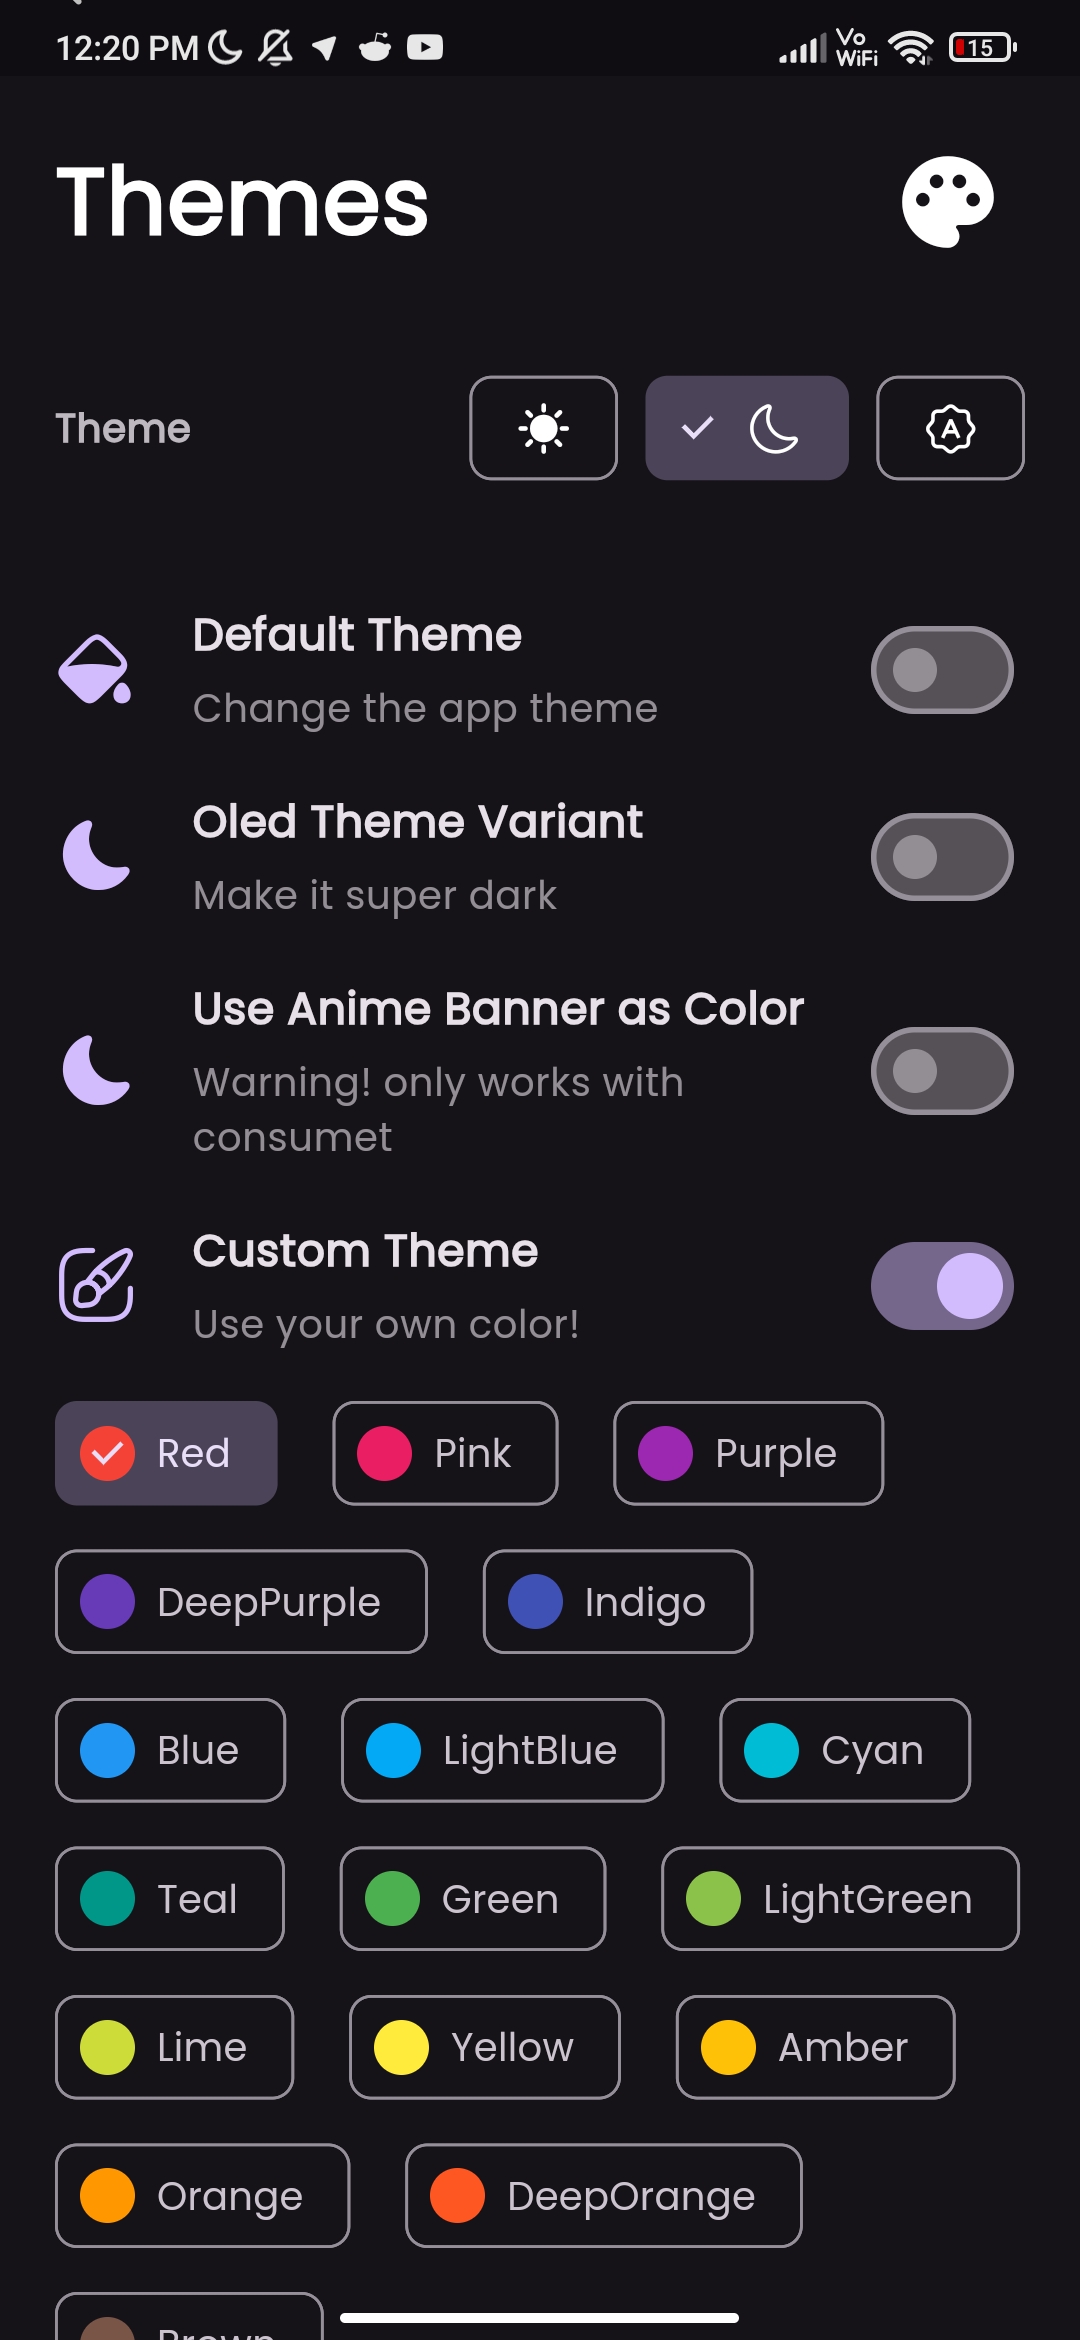 12:20 PM
Vo
WiFi
15
Themes
Theme
A
Default Theme
Change the app theme
Oled Theme Variant
Make it super dark
Use Anime Banner as Color
Warning! only works with
consumet
Custom Theme
Use your own color!
Red Pink Purple
DeepPurple Indigo
Blue LightBlue Cyan
Teal Green LightGreen
Lime Yellow Amber
Orange DeepOrange
Brown